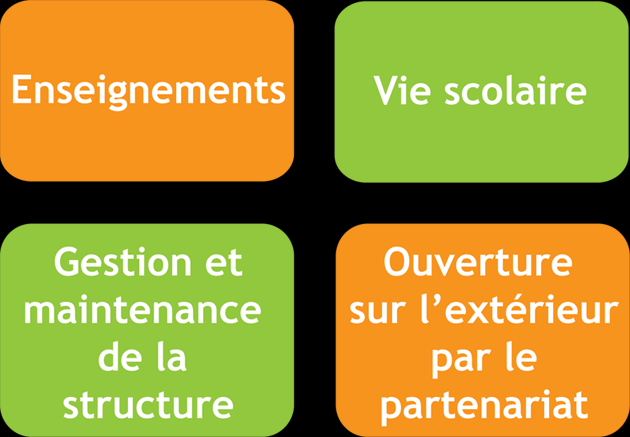 Enseignements
Vie scolaire
Gestion et
maintenance
de la
structure
Ouverture
sur l’extérieur
par le
partenariat